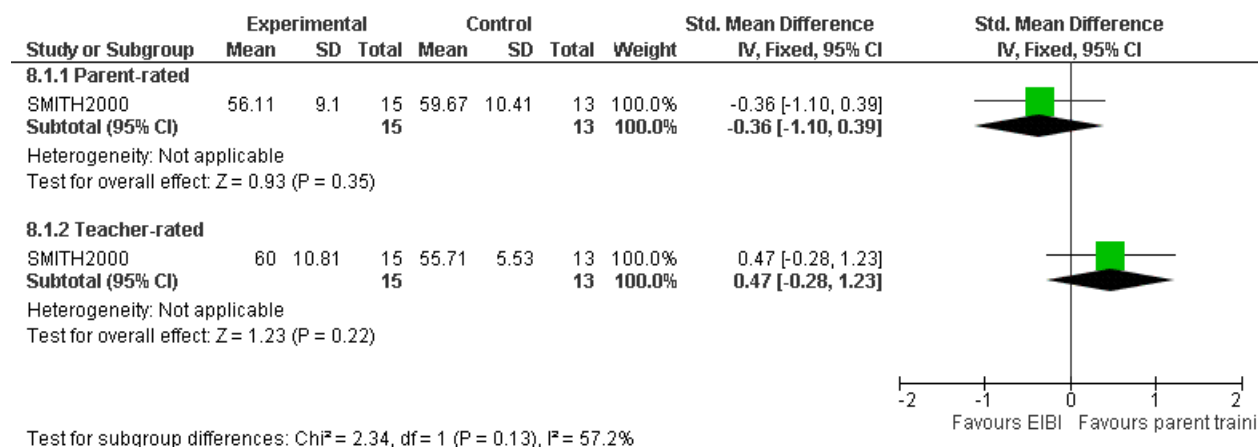 Experimental Control Std. Mean Difference Std. Mean Difference
Study or Subgroup Mean SD Total Mean SD Total Weight IV, Fixed, 95% CI IV, Fixed, 95% CI
8.1.1 Parent-rated
SMITH2000 56.11 9.1 15 59.67 10.41 13 100.0% -0.36 [-1.10, 0.39]
Subtotal (95% CI) 15 13 100.0% -0.36 [-1.10, 0.39]
Heterogeneity: Not applicable
Test for overall effect: Z = 0.93 (P = 0.35)
8.1.2 Teacher-rated
SMITH2000 60 10.81 15 55.71 5.53 13 100.0% 0.47 [-0.28, 1.23]
Subtotal (95% CI) 15 13 100.0% 0.47 [-0.28, 1.23]
Heterogeneity: Not applicable
Test for overall effect: Z = 1.23 (P = 0.22)
-2 -1 0 1 2
Favours EIBI Favours parent traini
Test for subgroup differences: Chi² = 2.34, df = 1 (P = 0.13), I² = 57.2%